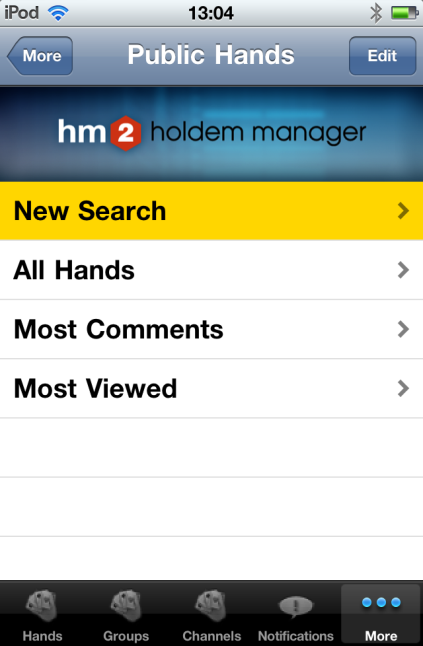 iPod 13:04
More Public Hands Edit
hm2 holdem manager
New Search
All Hands
Most Comments
Most Viewed
Hands Groups Channels Notifications More